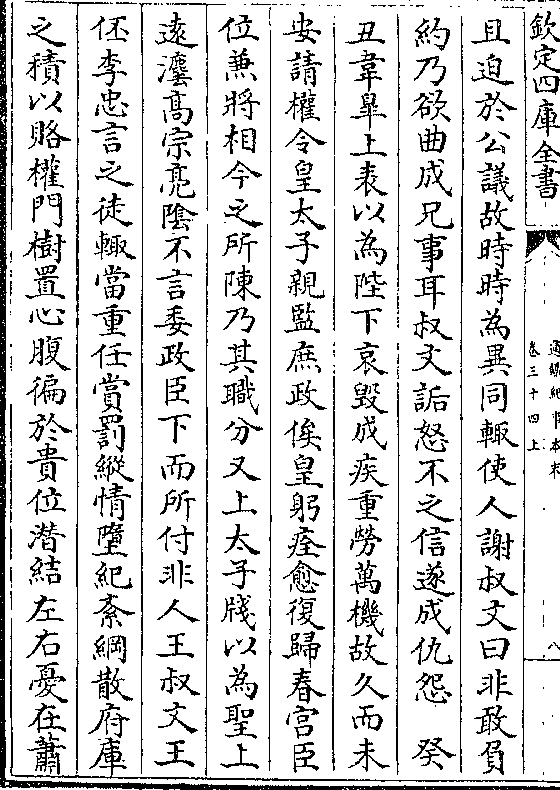 欽定四庫全書
通鑑紀事本末
卷三十四上
八
且迫於公議故時時為異同輙使人謝叔文曰非敢負
約乃欲曲成兄事耳叔文詬怒不之信遂成仇怨　癸
丑韋臯上表以為陛下哀毀成疾重勞萬機故久而未
安請權令皇太子親監庶政俟皇躬痊愈復歸春宮臣
位兼將相今之所陳乃其職分又上太子牋以為聖上
逺灋髙宗亮隂不言委政臣下而所付非人王叔文王
伾李忠言之徒輙當重任賞罰縱情墮紀紊綱散府庫
之積以賂權門樹置心腹徧於貴位潛結左右憂在蕭